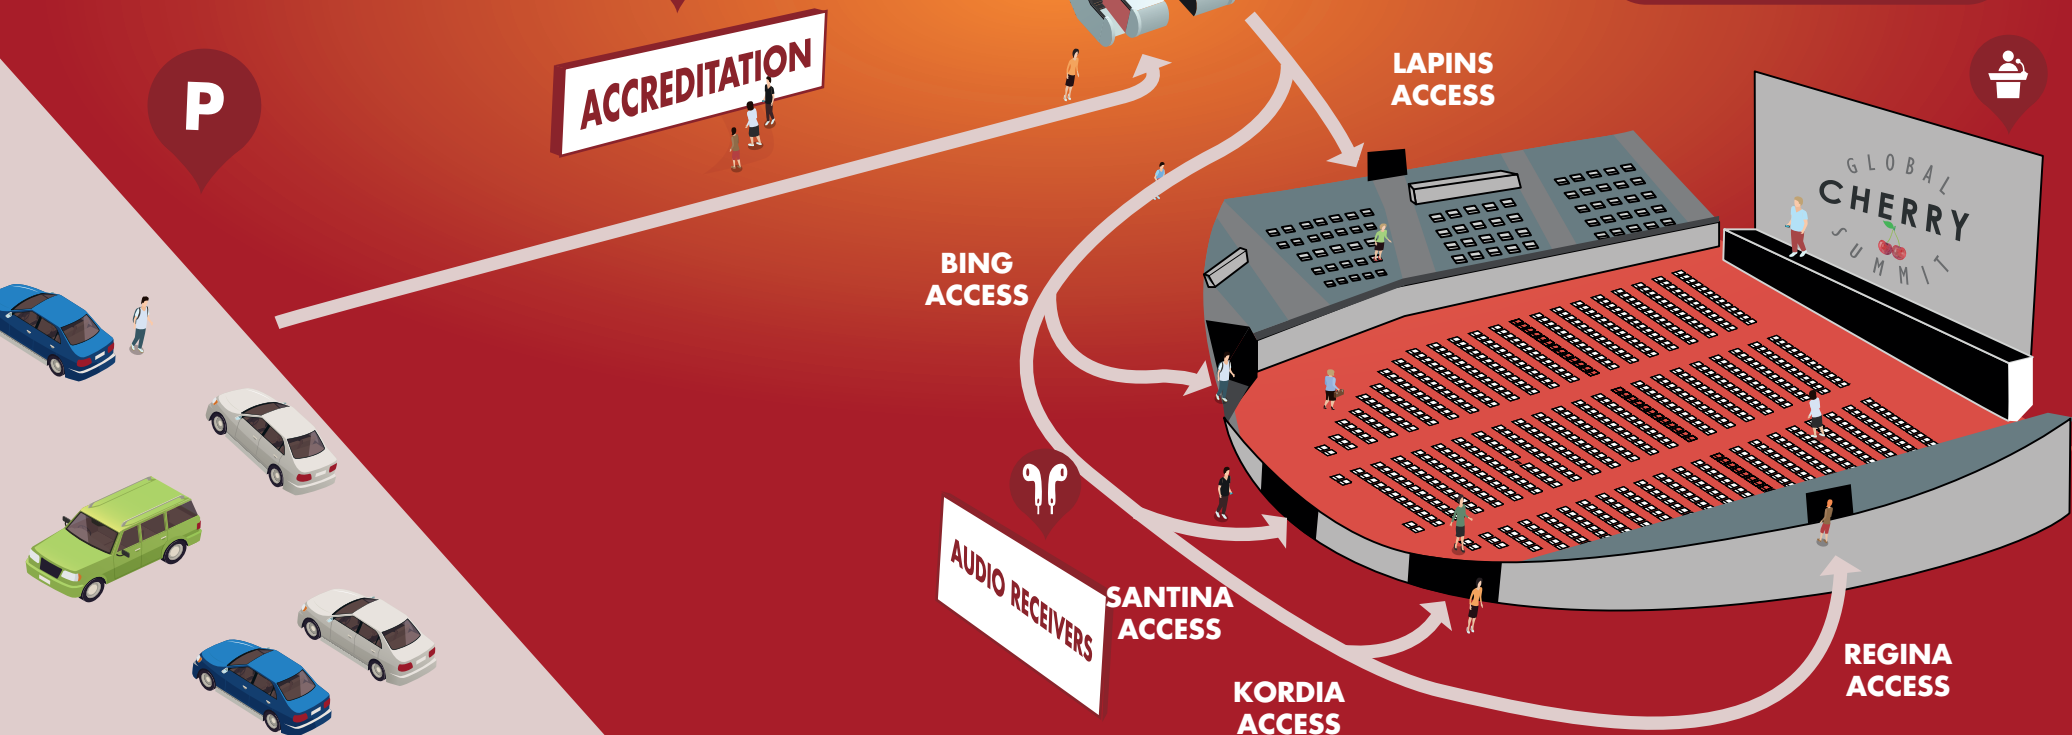 P
ACCREDITATION
LAPINS
ACCESS
GLOBAL
CHERRY
SUMMIT
BING
ACCESS
AUDIO RECEIVERS
SANTINA
ACCESS
KORDIA
ACCESS
REGINA
ACCESS